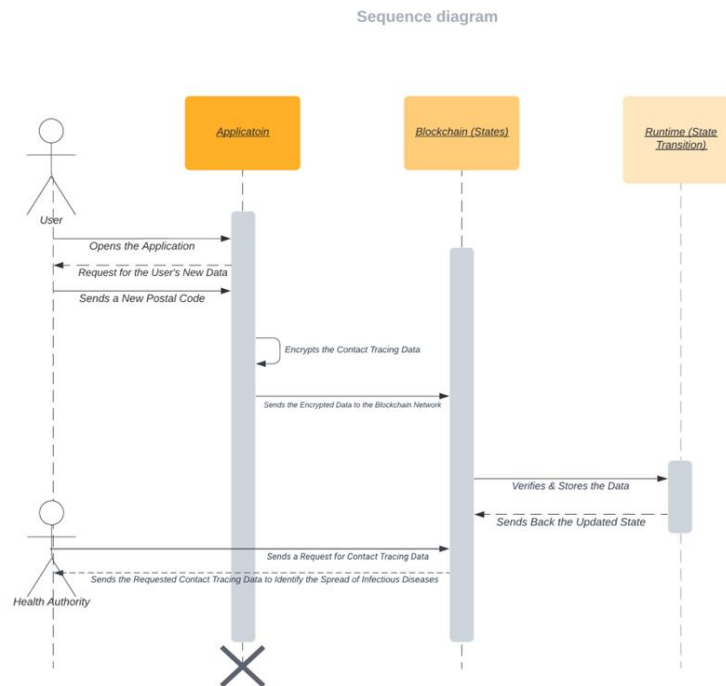 Sequence diagram
Applicatoin
Blockchain (States)
Runtime (State
Transition)
User
Opens the Application
Request for the User's New Data
Sends a New Postal Code
Encrypts the Contact Tracing Data
Sends the Encrypted Data to the Blockchain Network
Verifies & Stores the Data
Sends Back the Updated State
Sends a Request for Contact Tracing Data
Sends the Requested Contact Tracing Data to Identify the Spread of Infectious Diseases
Health Authority